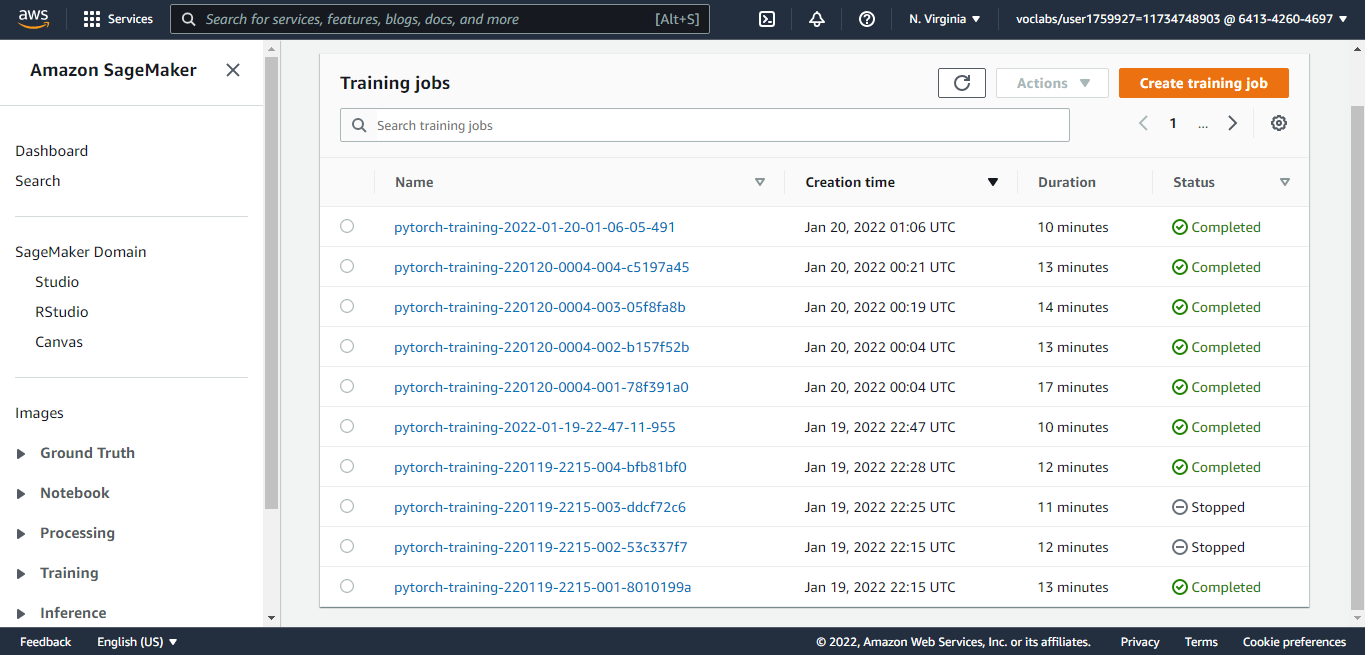 aws Services Search for services, features, blogs, docs, and more [Alt+S] N. Virginia voclabs/user1759927=11734748903 @ 6413-4260-4697
Amazon SageMaker
Dashboard
Search
SageMaker Domain
Studio
RStudio
Canvas
Images
Ground Truth
Notebook
Processing
Training
Inference
Training jobs Actions Create training job
Search training jobs 1 ...
Name Creation time Duration Status
pytorch-training-2022-01-20-01-06-05-491 Jan 20, 2022 01:06 UTC 10 minutes Completed
pytorch-training-220120-0004-004-c5197a45 Jan 20, 2022 00:21 UTC 13 minutes Completed
pytorch-training-220120-0004-003-05f8fa8b Jan 20, 2022 00:19 UTC 14 minutes Completed
pytorch-training-220120-0004-002-b157f52b Jan 20, 2022 00:04 UTC 13 minutes Completed
pytorch-training-220120-0004-001-78f391a0 Jan 20, 2022 00:04 UTC 17 minutes Completed
pytorch-training-2022-01-19-22-47-11-955 Jan 19, 2022 22:47 UTC 10 minutes Completed
pytorch-training-220119-2215-004-bfb81bf0 Jan 19, 2022 22:28 UTC 12 minutes Completed
pytorch-training-220119-2215-003-ddcf72c6 Jan 19, 2022 22:25 UTC 11 minutes Stopped
pytorch-training-220119-2215-002-53c337f7 Jan 19, 2022 22:15 UTC 12 minutes Stopped
pytorch-training-220119-2215-001-8010199a Jan 19, 2022 22:15 UTC 13 minutes Completed
Feedback English (US) © 2022, Amazon Web Services, Inc. or its affiliates. Privacy Terms Cookie preferences